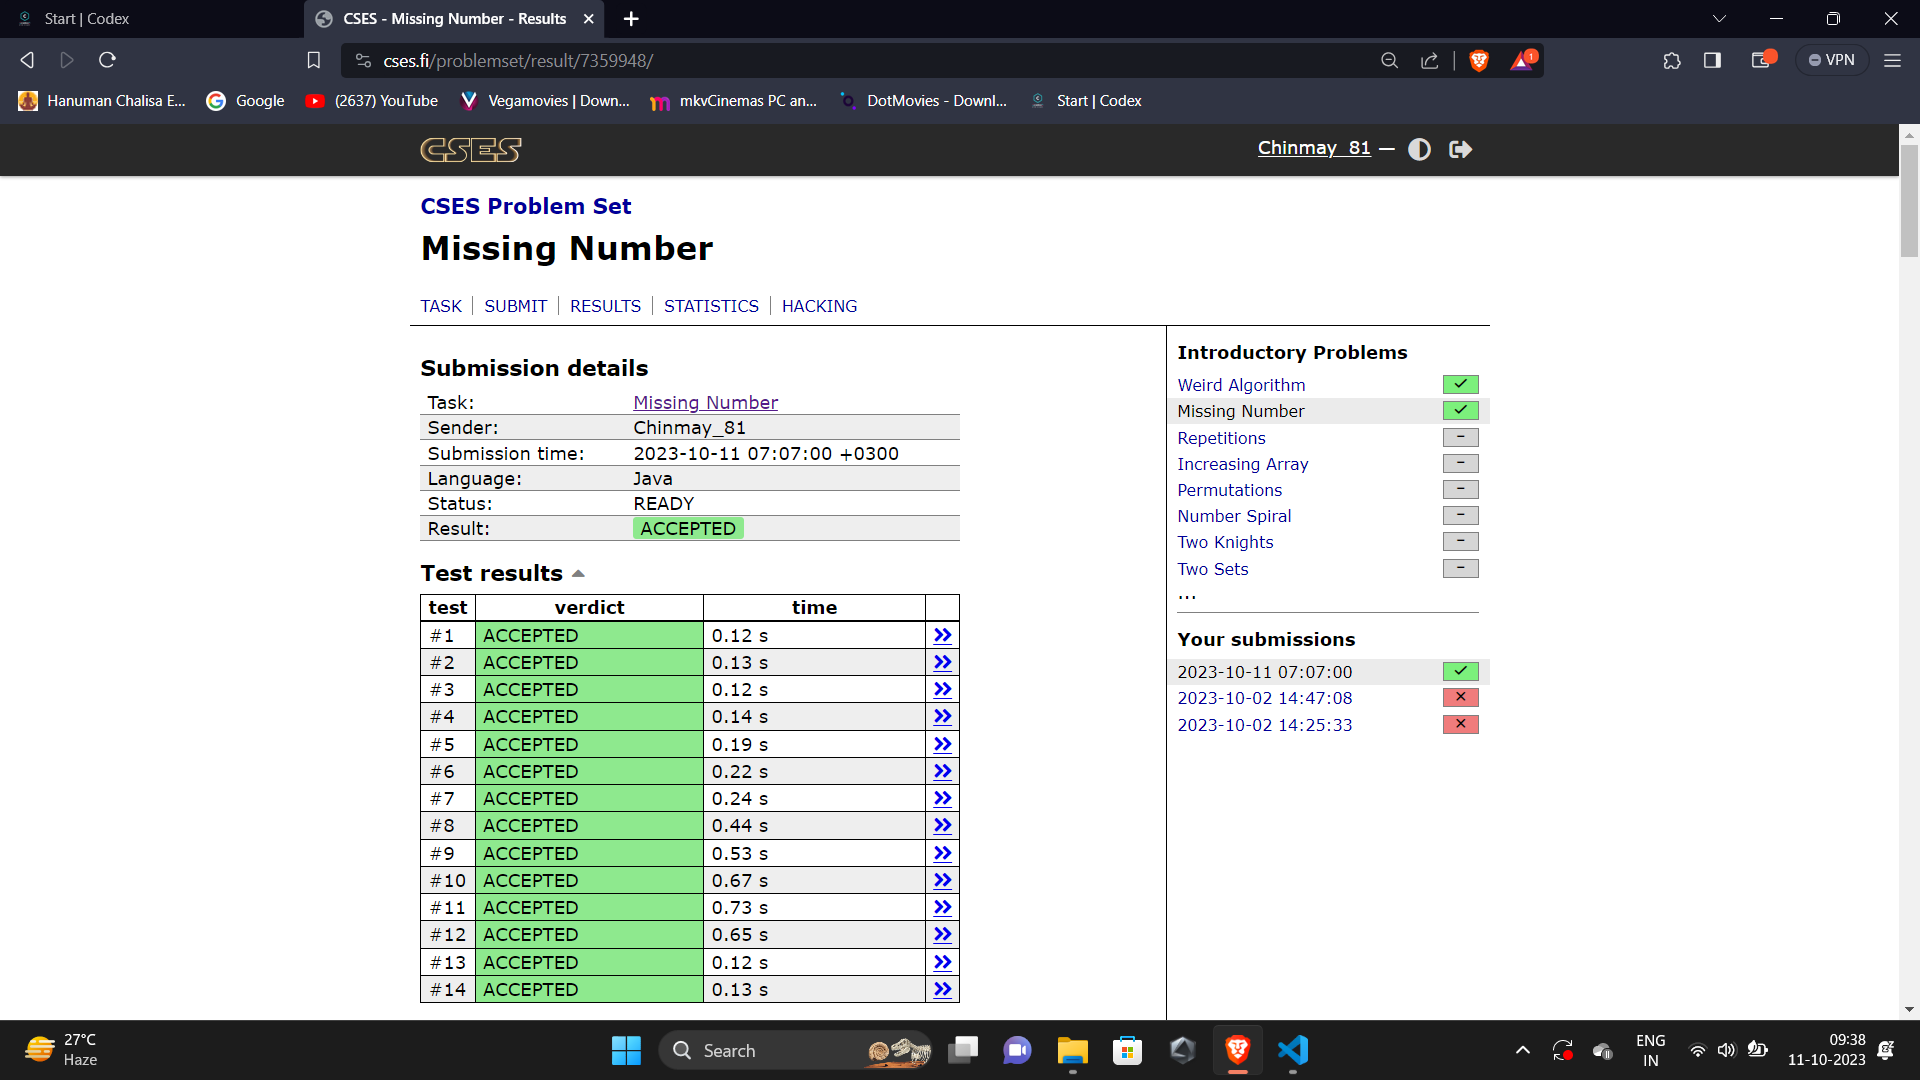 Start | Codex
CSES - Missing Number - Results
cses.fi/problemset/result/7359948/
1
VPN
Hanuman Chalisa E...
Google
(2637) YouTube
Vegamovies | Down...
mkvCinemas PC an...
DotMovies - Downl...
Start | Codex
CSES
Chinmay_81 —
CSES Problem Set
Missing Number
TASK
SUBMIT
RESULTS
STATISTICS
HACKING
Submission details
Task: Missing Number
Sender: Chinmay_81
Submission time: 2023-10-11 07:07:00 +0300
Language: Java
Status: READY
Result: ACCEPTED
Test results
test verdict time
#1 ACCEPTED 0.12 s »
#2 ACCEPTED 0.13 s »
#3 ACCEPTED 0.12 s »
#4 ACCEPTED 0.14 s »
#5 ACCEPTED 0.19 s »
#6 ACCEPTED 0.22 s »
#7 ACCEPTED 0.24 s »
#8 ACCEPTED 0.44 s »
#9 ACCEPTED 0.53 s »
#10 ACCEPTED 0.67 s »
#11 ACCEPTED 0.73 s »
#12 ACCEPTED 0.65 s »
#13 ACCEPTED 0.12 s »
#14 ACCEPTED 0.13 s »
Introductory Problems
Weird Algorithm
Missing Number
Repetitions –
Increasing Array –
Permutations –
Number Spiral –
Two Knights –
Two Sets –
...
Your submissions
2023-10-11 07:07:00
2023-10-02 14:47:08
2023-10-02 14:25:33
27°C
Haze
Search
ENG
IN
09:38
11-10-2023